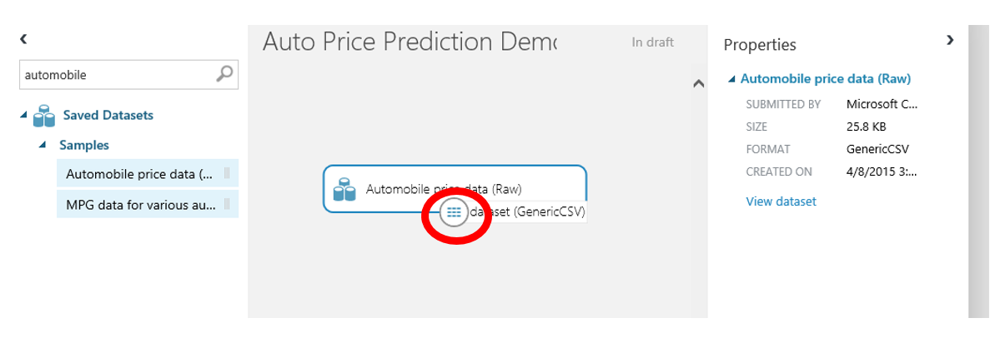 automobile
Saved Datasets
Samples
Automobile price data (...
MPG data for various au...
Auto Price Prediction Demo
In draft
Automobile price data (Raw)
dataset (GenericCSV)
Properties
Automobile price data (Raw)
SUBMITTED BY Microsoft C...
SIZE 25.8 KB
FORMAT GenericCSV
CREATED ON 4/8/2015 3:...
View dataset